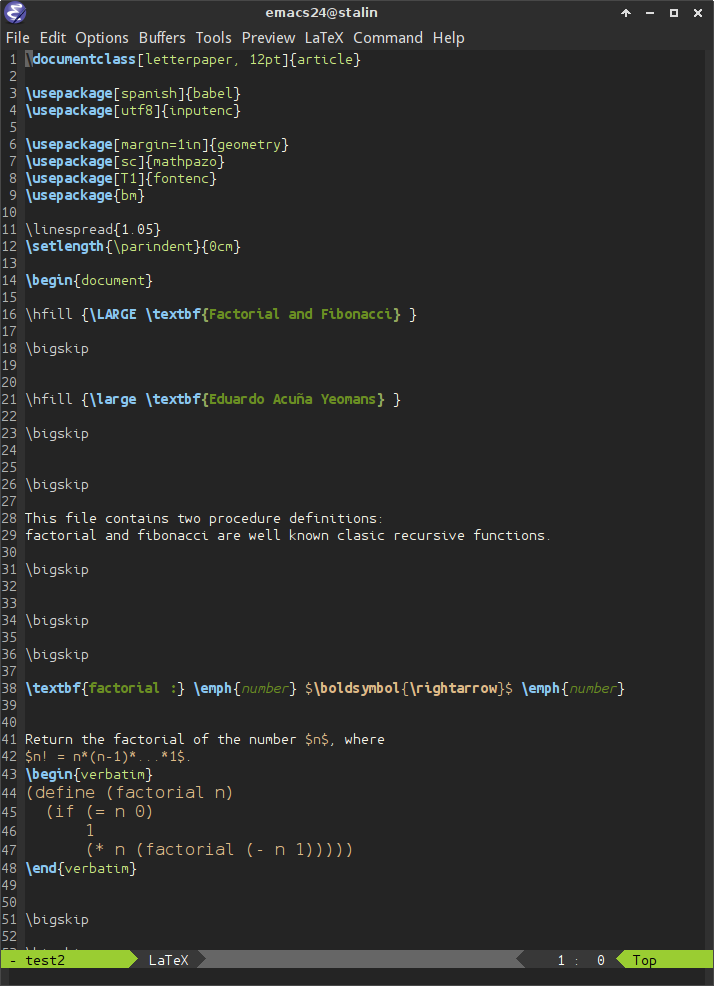 emacs24@stalin
File Edit Options Buffers Tools Preview LaTeX Command Help
1 \documentclass[letterpaper, 12pt]{article}
2
3 \usepackage[spanish]{babel}
4 \usepackage[utf8]{inputenc}
5
6 \usepackage[margin=1in]{geometry}
7 \usepackage[sc]{mathpazo}
8 \usepackage[T1]{fontenc}
9 \usepackage{bm}
10
11 \linespread{1.05}
12 \setlength{\parindent}{0cm}
13
14 \begin{document}
15
16 \hfill {\LARGE \textbf{Factorial and Fibonacci} }
17
18 \bigskip
19
20
21 \hfill {\large \textbf{Eduardo Acuña Yeomans} }
22
23 \bigskip
24
25
26 \bigskip
27
28 This file contains two procedure definitions:
29 factorial and fibonacci are well known clasic recursive functions.
30
31 \bigskip
32
33
34 \bigskip
35
36 \bigskip
37
38 \textbf{factorial :} \emph{number} $\boldsymbol{\rightarrow}$ \emph{number}
39
40
41 Return the factorial of the number $n$, where
42 $n! = n*(n-1)*...*1$.
43 \begin{verbatim}
44 (define (factorial n)
45   (if (= n 0)
46       1
47       (* n (factorial (- n 1)))))
48 \end{verbatim}
49
50
51 \bigskip
52
- test2 LaTeX 1 : 0 Top